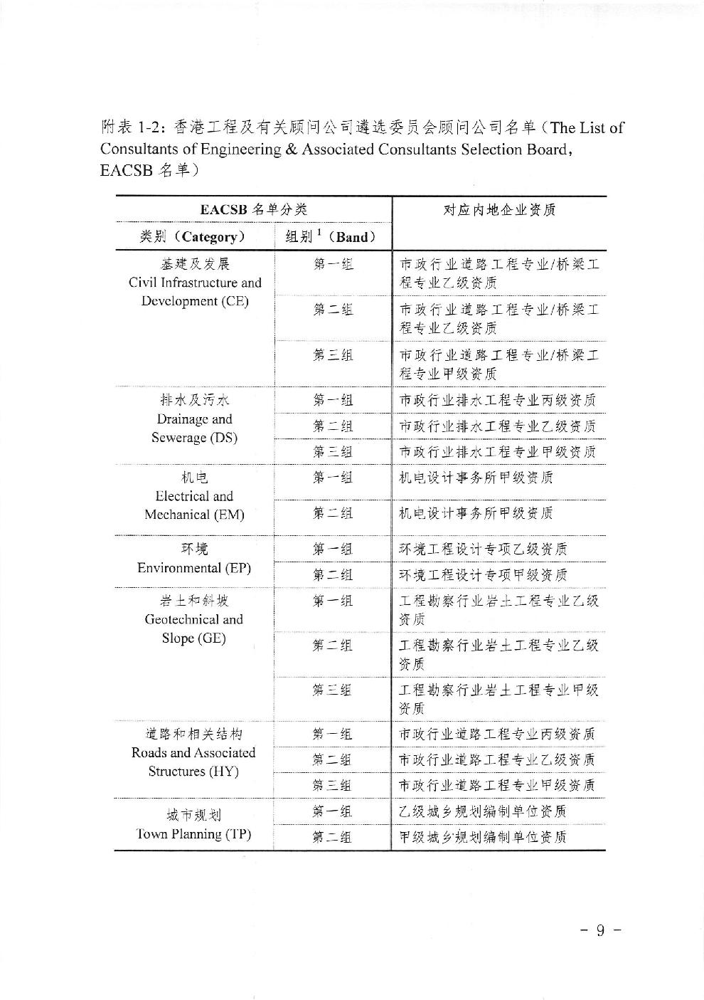 附表 1-2：香港工程及有关顾问公司遴选委员会顾问公司名单（The List of
Consultants of Engineering & Associated Consultants Selection Board，
EACSB 名单）
EACSB 名单分类
对应内地企业资质
类别（Category）
组别1（Band）
基建及发展
Civil Infrastructure and
Development (CE)
第一组
市政行业道路工程专业/桥梁工
程专业乙级资质
第二组
市政行业道路工程专业/桥梁工
程专业乙级资质
第三组
市政行业道路工程专业/桥梁工
程专业甲级资质
排水及污水
Drainage and
Sewerage (DS)
第一组
市政行业排水工程专业丙级资质
第二组
市政行业排水工程专业乙级资质
第三组
市政行业排水工程专业甲级资质
机电
Electrical and
Mechanical (EM)
第一组
机电设计事务所甲级资质
第二组
机电设计事务所甲级资质
环境
Environmental (EP)
第一组
环境工程设计专项乙级资质
第二组
环境工程设计专项甲级资质
岩土和斜坡
Geotechnical and
Slope (GE)
第一组
工程勘察行业岩土工程专业乙级
资质
第二组
工程勘察行业岩土工程专业乙级
资质
第三组
工程勘察行业岩土工程专业甲级
资质
道路和相关结构
Roads and Associated
Structures (HY)
第一组
市政行业道路工程专业丙级资质
第二组
市政行业道路工程专业乙级资质
第三组
市政行业道路工程专业甲级资质
城市规划
Town Planning (TP)
第一组
乙级城乡规划编制单位资质
第二组
甲级城乡规划编制单位资质
- 9 -